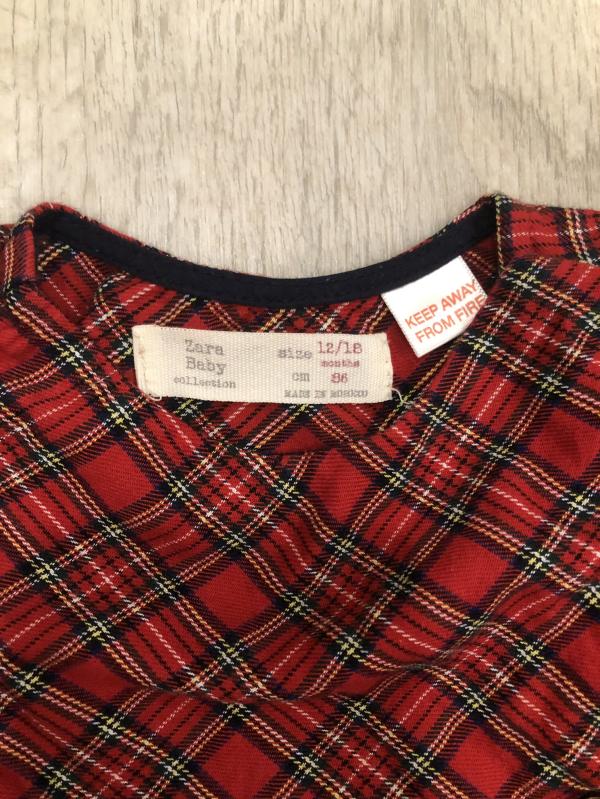 Zara
Baby
collection
size 12/18
months
cm 86
MADE IN MOROCCO
KEEP AWAY
FROM FIRE